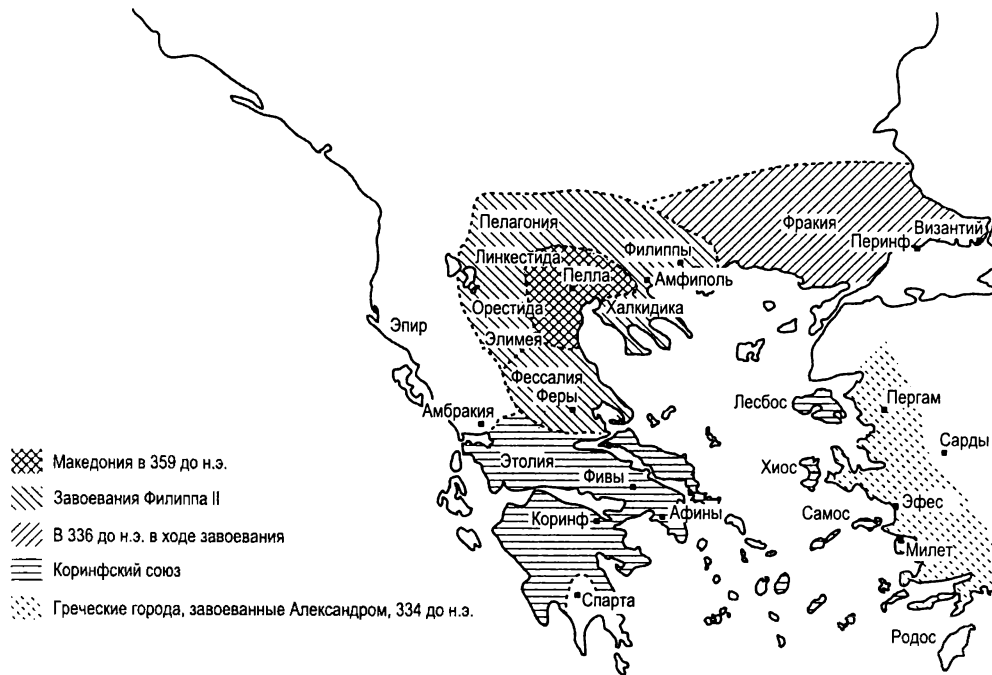 Пелагония
Фракия
Византий
Филиппы
Перинф
Линкестида
Пелла
Амфиполь
Орестида
Халкидика
Эпир
Элимея
Фессалия
Феры
Лесбос
Пергам
Амбракия
Сарды
Македония в 359 до н.э.
Этолия
Хиос
Фивы
Завоевания Филиппа II
Эфес
Самос
Афины
Коринф
В 336 до н.э. в ходе завоевания
Милет
Коринфский союз
Спарта
Греческие города, завоеванные Александром, 334 до н.э.
Родос